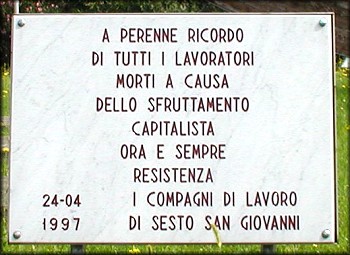 A PERENNE RICORDO
DI TUTTI I LAVORATORI
MORTI A CAUSA
DELLO SFRUTTAMENTO
CAPITALISTA
ORA E SEMPRE
RESISTENZA
24-04 I COMPAGNI DI LAVORO
1997 DI SESTO SAN GIOVANNI